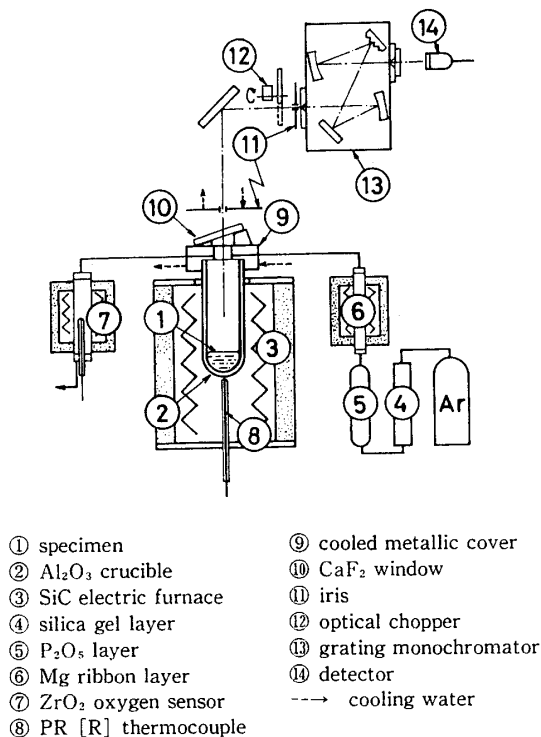 ⑭
⑫
⑪
⑬
⑩
⑨
⑦
①
③
⑥
②
⑧
⑤
④
Ar
① specimen
② Al₂O₃ crucible
③ SiC electric furnace
④ silica gel layer
⑤ P₂O₅ layer
⑥ Mg ribbon layer
⑦ ZrO₂ oxygen sensor
⑧ PR [R] thermocouple
⑨ cooled metallic cover
⑩ CaF₂ window
⑪ iris
⑫ optical chopper
⑬ grating monochromator
⑭ detector
---→ cooling water